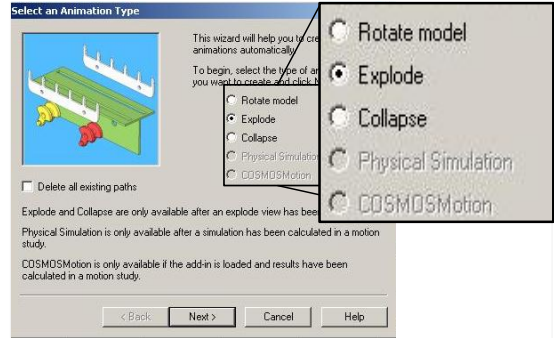 Select an Animation Type
This wizard will help you to cre
animations automatically
To begin, select the type of an
you want to create and click N
Rotate model
Explode
Collapse
Physical Simulation
COSMOSMotion
Rotate model
Explode
Collapse
Physical Simulation
COSMOSMotion
Delete all existing paths
Explode and Collapse are only available after an explode view has bee
Physical Simulation is only available after a simulation has been calculated in a motion
study.
COSMOSMotion is only available if the add-in is loaded and results have been
calculated in a motion study.
< Back
Next >
Cancel
Help